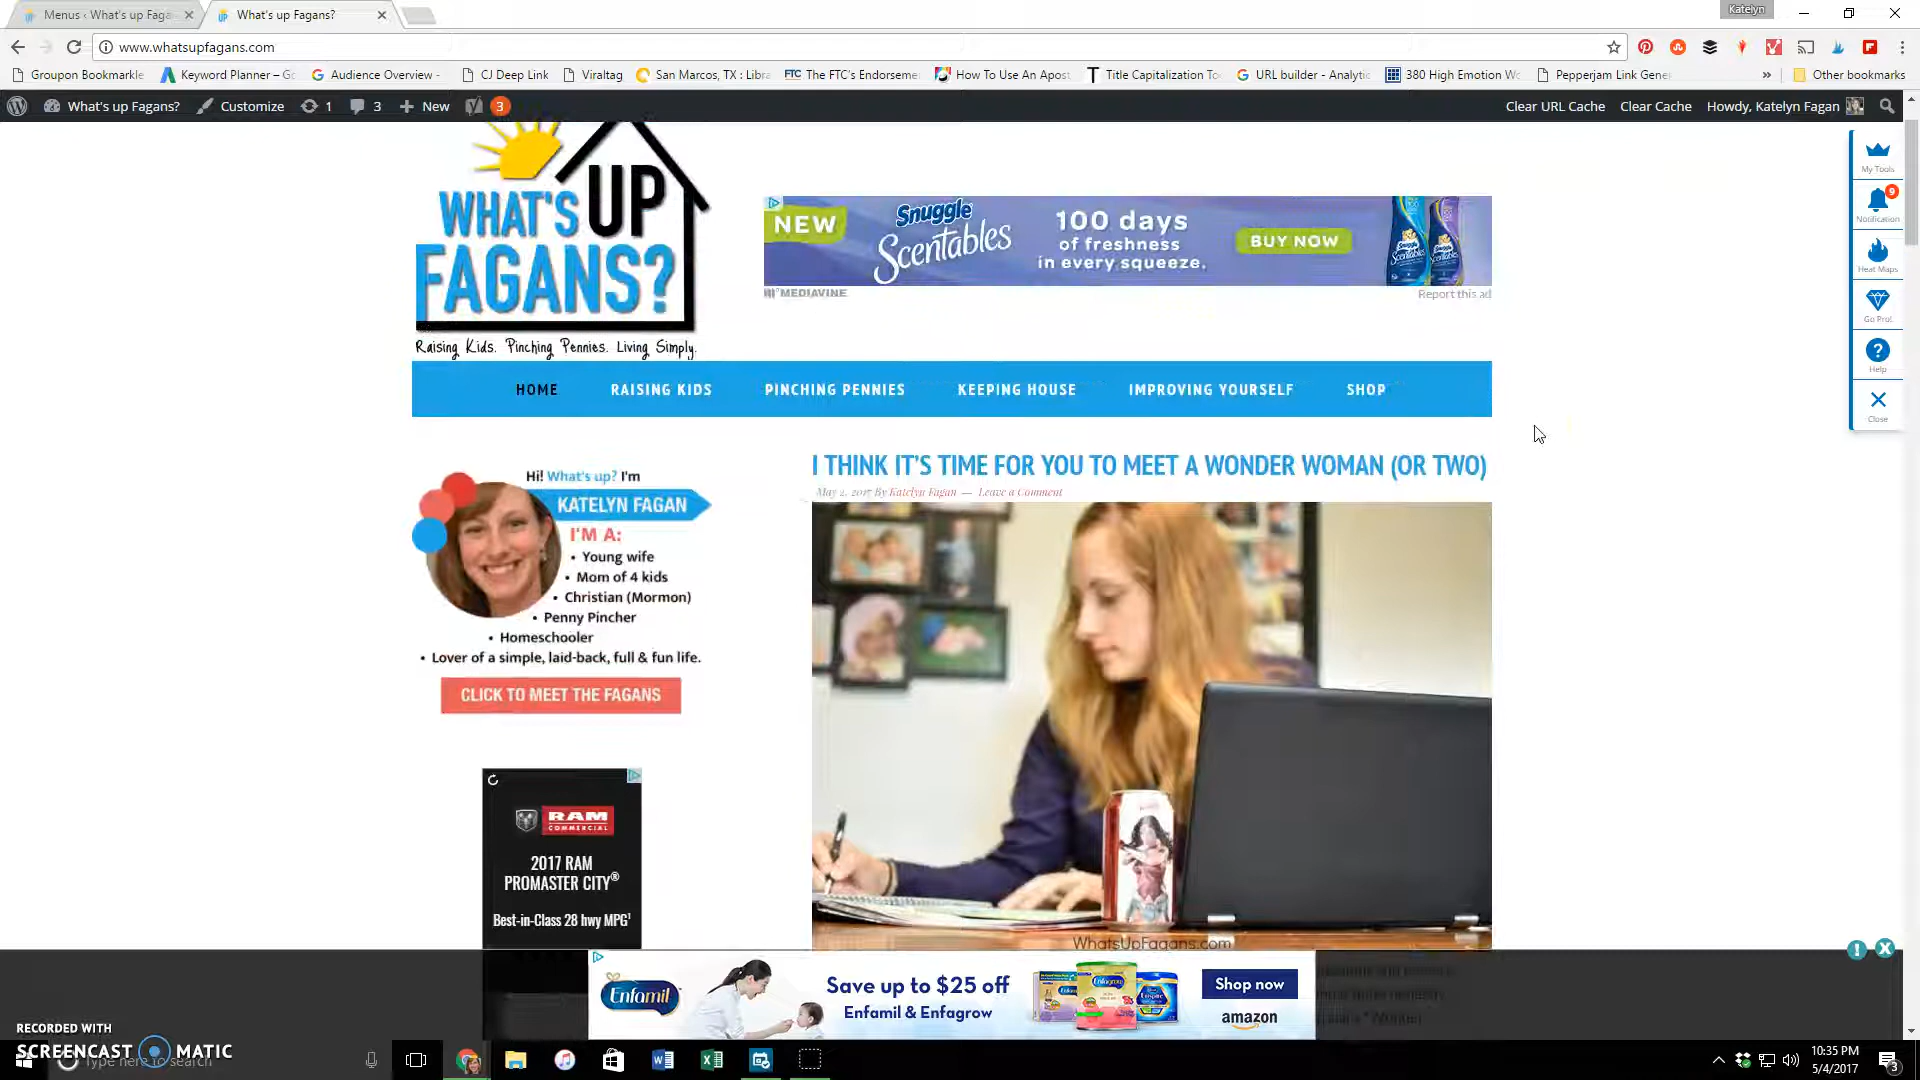 Menus ‹ What's up Faga
What's up Fagans?
Katelyn
www.whatsupfagans.com
Groupon Bookmarkle
Keyword Planner – Go
Audience Overview -
CJ Deep Link
Viraltag
San Marcos, TX : Libra
FTC The FTC's Endorseme
How To Use An Apost
Title Capitalization To
URL builder - Analytic
380 High Emotion Wo
Pepperjam Link Gener
»
Other bookmarks
What's up Fagans?
Customize
1
3
New
3
Clear URL Cache
Clear Cache
Howdy, Katelyn Fagan
My Tools
9
Notification
Heat Maps
Go Pro!
Help
Close
WHAT'S UP
FAGANS?
Raising Kids. Pinching Pennies. Living Simply.
NEW
Snuggle
Scentables
100 days
of freshness
in every squeeze.
BUY NOW
MEDIAVINE
Report this ad
HOME
RAISING KIDS
PINCHING PENNIES
KEEPING HOUSE
IMPROVING YOURSELF
SHOP
Hi! What's up? I'm
KATELYN FAGAN
I'M A:
• Young wife
• Mom of 4 kids
• Christian (Mormon)
• Penny Pincher
• Homeschooler
• Lover of a simple, laid-back, full & fun life.
CLICK TO MEET THE FAGANS
I THINK IT'S TIME FOR YOU TO MEET A WONDER WOMAN (OR TWO)
May 2, 2017 By Katelyn Fagan — Leave a Comment
WhatsUpFagans.com
RAM
COMMERCIAL
2017 RAM
PROMASTER CITY®
Best-in-Class 28 hwy MPG¹
Enfamil
Save up to $25 off
Enfamil & Enfagrow
Shop now
amazon
RECORDED WITH
SCREENCAST MATIC
Type here to search
10:35 PM
5/4/2017
3